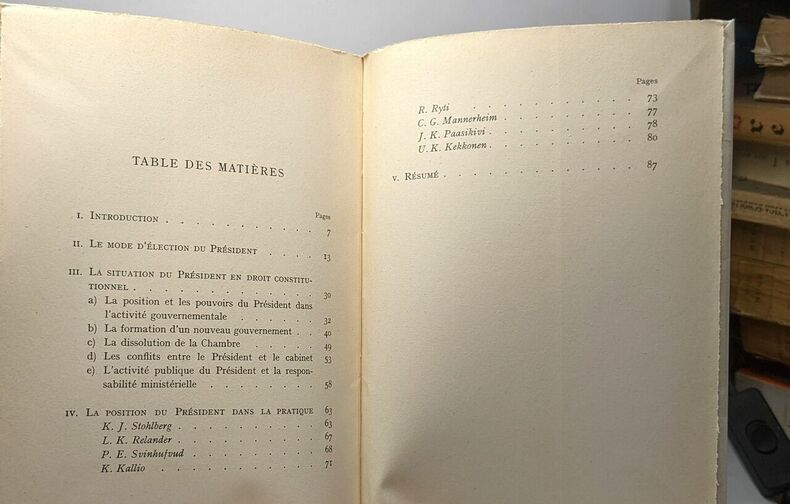 TABLE DES MATIÈRES
Pages
I. INTRODUCTION . . . . . . . . . . . 7
II. LE MODE D'ÉLECTION DU PRÉSIDENT . . . . . 13
III. LA SITUATION DU PRÉSIDENT EN DROIT CONSTITU-
TIONNEL . . . . . . . . . . . . . 30
a) La position et les pouvoirs du Président dans
l'activité gouvernementale . . . . . . 32
b) La formation d'un nouveau gouvernement . . 40
c) La dissolution de la Chambre . . . . . 49
d) Les conflits entre le Président et le cabinet 53
e) L'activité publique du Président et la respon-
sabilité ministérielle . . . . . . . 58
IV. LA POSITION DU PRÉSIDENT DANS LA PRATIQUE 63
K. J. Stohlberg . . . . . . . . . 63
L. K. Relander . . . . . . . . . 67
P. E. Svinhufvud . . . . . . . . 68
K. Kallio . . . . . . . . . . 71
Pages
R. Ryti . . . . . . . . . . . 73
C. G. Mannerheim . . . . . . . . . 77
J. K. Paasikivi . . . . . . . . . . 78
U. K. Kekkonen . . . . . . . . . . 80
V. RÉSUMÉ . . . . . . . . . . . . . 87